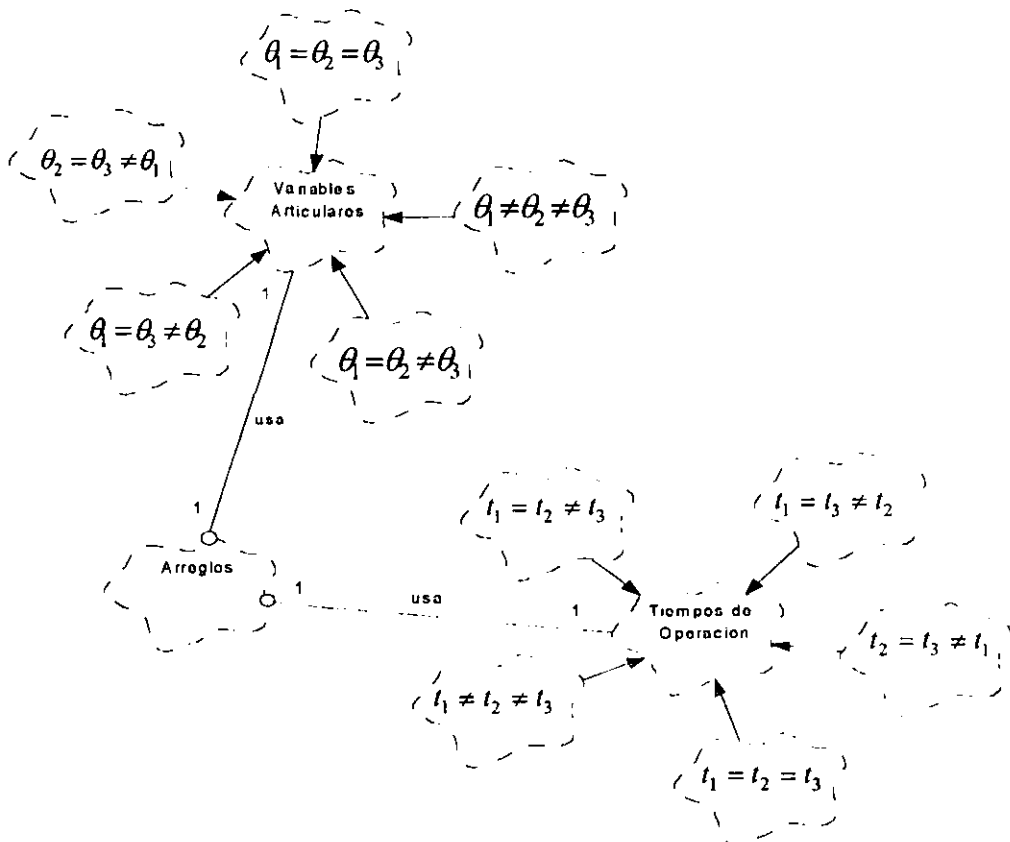 θ₁ = θ₂ = θ₃
θ₂ = θ₃ ≠ θ₁
Variables
Articulares
θ₁ ≠ θ₂ ≠ θ₃
1
θ₁ = θ₃ ≠ θ₂
θ₁ = θ₂ ≠ θ₃
usa
1
t₁ = t₂ ≠ t₃
t₁ = t₃ ≠ t₂
Arreglos
1
usa
1
Tiempos de
Operacion
t₂ = t₃ ≠ t₁
t₁ ≠ t₂ ≠ t₃
t₁ = t₂ = t₃